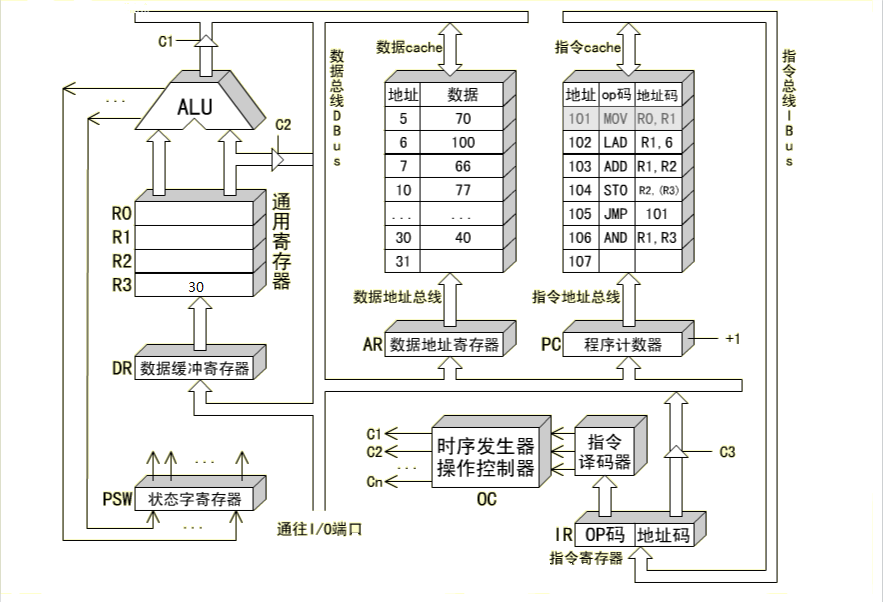 C1
ALU
...
C2
数据总线DBus
数据cache
地址 数据
5 70
6 100
7 66
10 77
... ...
30 40
31
指令cache
地址 op码 地址码
101 MOV R0,R1
102 LAD R1,6
103 ADD R1,R2
104 STO R2,(R3)
105 JMP 101
106 AND R1,R3
107
指令总线IBus
R0
R1
R2
R3 30
通用寄存器
数据地址总线
指令地址总线
AR 数据地址寄存器
PC 程序计数器
+1
DR 数据缓冲寄存器
C1
C2
...
Cn
时序发生器
操作控制器
OC
指令
译码器
C3
...
PSW 状态字寄存器
...
通往I/O端口
IR OP码 地址码
指令寄存器